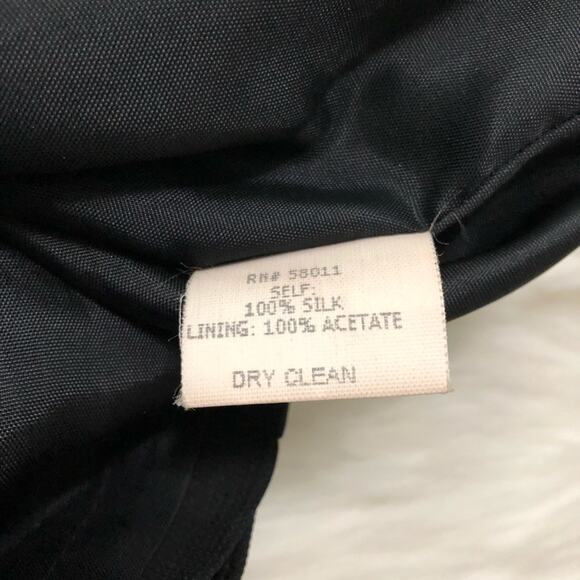 RN# 58011
SELF:
100% SILK
LINING: 100% ACETATE
DRY CLEAN